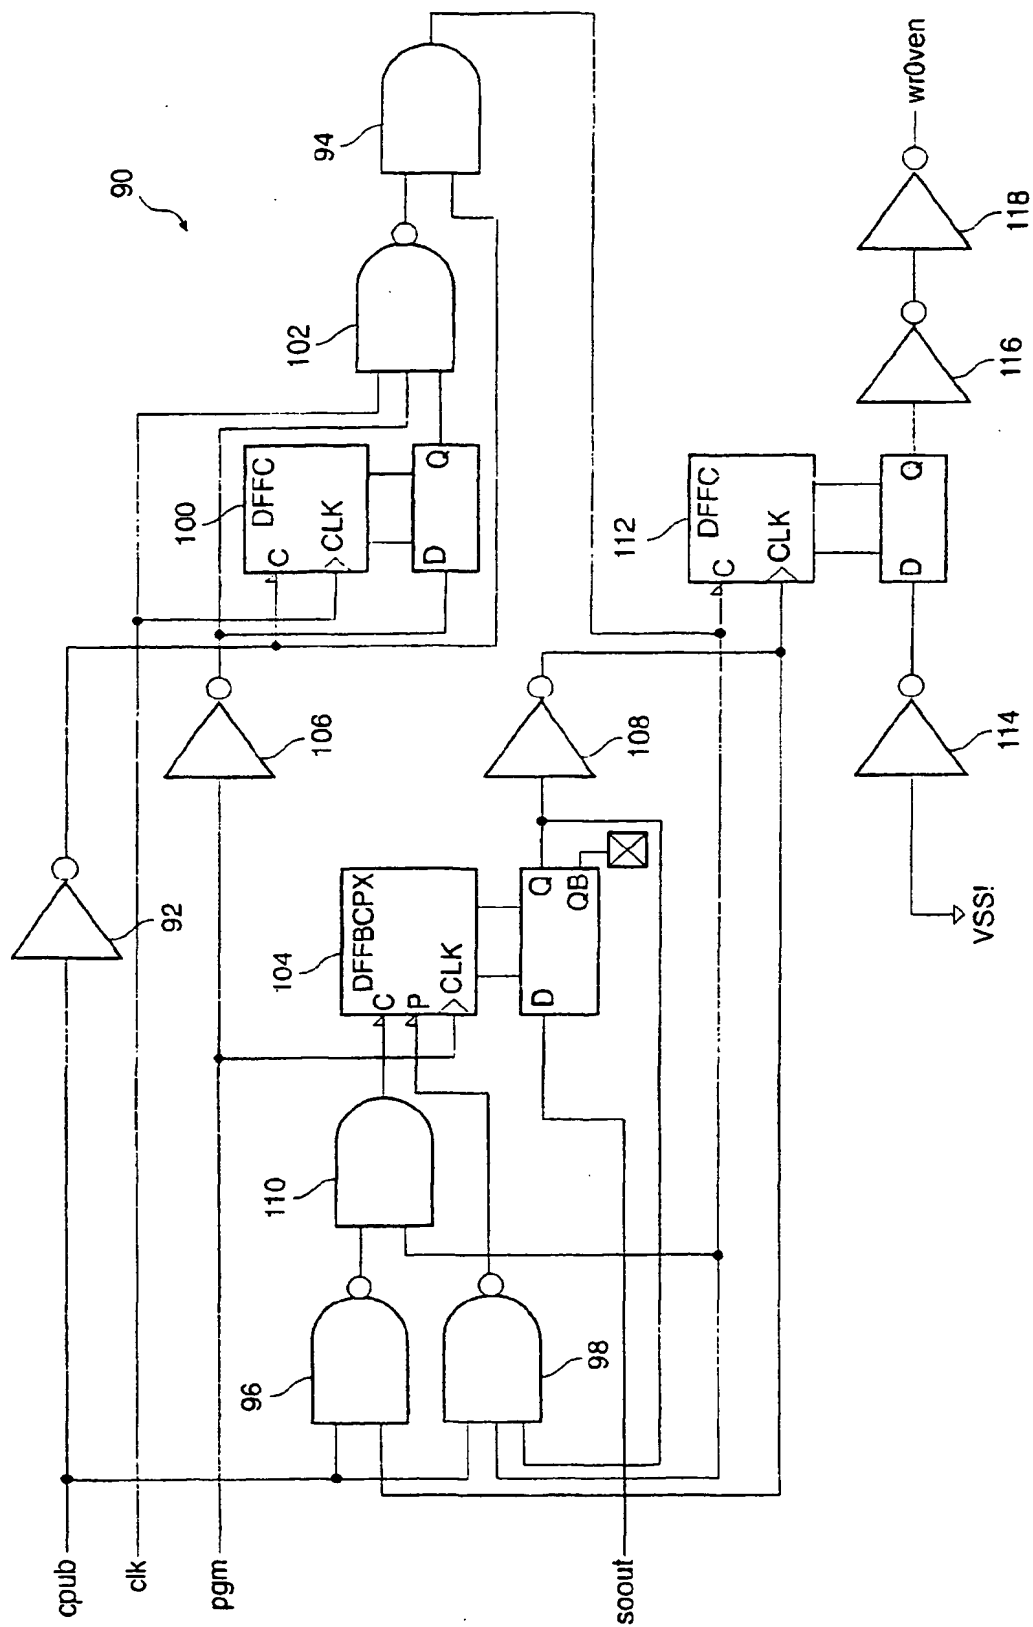 90
cpub
clk
pgm
soout
92
94
96
98
100
DFFC
C
CLK
D
Q
102
104
DFFBCPX
C
P
CLK
D
Q
QB
106
108
110
112
DFFC
C
CLK
D
Q
114
VSS!
116
118
wr0ven